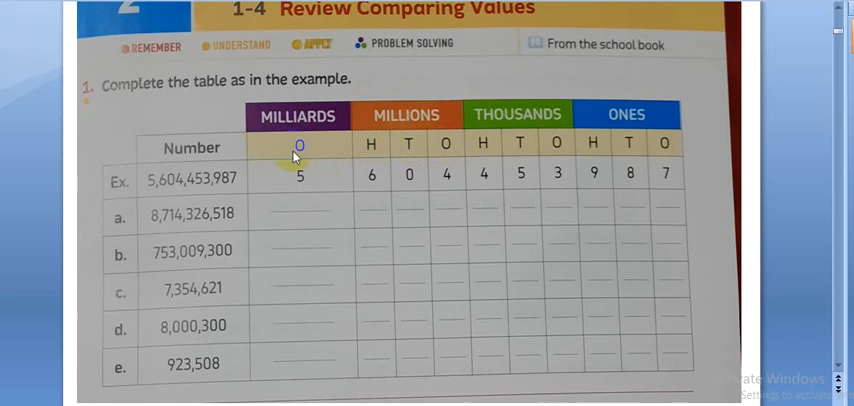 2
1-4 Review Comparing Values
REMEMBER UNDERSTAND APPLY PROBLEM SOLVING From the school book
1. Complete the table as in the example.
MILLIARDS MILLIONS THOUSANDS ONES
Number O H T O H T O H T O
Ex. 5,604,453,987 5 6 0 4 4 5 3 9 8 7
a. 8,714,326,518
b. 753,009,300
c. 7,354,621
d. 8,000,300
e. 923,508